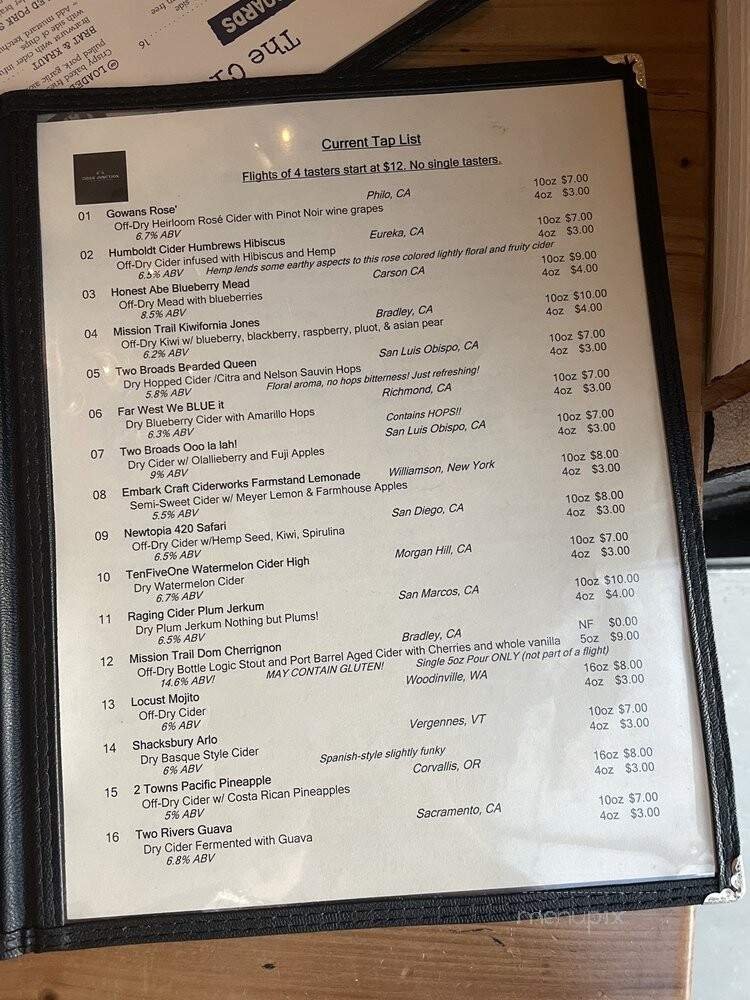 BOARDS
The Ci
16
BRAT & KRAUT
LOADED
Current Tap List
Flights of 4 tasters start at $12. No single tasters.
01 Gowans Rose' Philo, CA 10oz $7.00
Off-Dry Heirloom Rosé Cider with Pinot Noir wine grapes 4oz $3.00
6.7% ABV
02 Humboldt Cider Humbrews Hibiscus Eureka, CA 10oz $7.00
Off-Dry Cider infused with Hibiscus and Hemp 4oz $3.00
6.5% ABV Hemp lends some earthy aspects to this rose colored lightly floral and fruity cider
03 Honest Abe Blueberry Mead Carson CA 10oz $9.00
Off-Dry Mead with blueberries 4oz $4.00
8.5% ABV
04 Mission Trail Kiwifornia Jones Bradley, CA 10oz $10.00
Off-Dry Kiwi w/ blueberry, blackberry, raspberry, pluot, & asian pear 4oz $4.00
6.2% ABV
05 Two Broads Bearded Queen San Luis Obispo, CA 10oz $7.00
Dry Hopped Cider /Citra and Nelson Sauvin Hops 4oz $3.00
5.8% ABV Floral aroma, no hops bitterness! Just refreshing!
06 Far West We BLUE it Richmond, CA 10oz $7.00
Dry Blueberry Cider with Amarillo Hops 4oz $3.00
6.3% ABV Contains HOPS!!
07 Two Broads Ooo la lah! San Luis Obispo, CA 10oz $7.00
Dry Cider w/ Olallieberry and Fuji Apples 4oz $3.00
9% ABV
08 Embark Craft Ciderworks Farmstand Lemonade Williamson, New York 10oz $8.00
Semi-Sweet Cider w/ Meyer Lemon & Farmhouse Apples 4oz $3.00
5.5% ABV
09 Newtopia 420 Safari San Diego, CA 10oz $8.00
Off-Dry Cider w/Hemp Seed, Kiwi, Spirulina 4oz $3.00
6.5% ABV
10 TenFiveOne Watermelon Cider High Morgan Hill, CA 10oz $7.00
Dry Watermelon Cider 4oz $3.00
6.7% ABV
11 Raging Cider Plum Jerkum San Marcos, CA 10oz $10.00
Dry Plum Jerkum Nothing but Plums! 4oz $4.00
6.5% ABV
12 Mission Trail Dom Cherrignon Bradley, CA NF $0.00
Off-Dry Bottle Logic Stout and Port Barrel Aged Cider with Cherries and whole vanilla 5oz $9.00
14.6% ABV! MAY CONTAIN GLUTEN! Single 5oz Pour ONLY (not part of a flight)
13 Locust Mojito Woodinville, WA 16oz $8.00
Off-Dry Cider 4oz $3.00
6% ABV
14 Shacksbury Arlo Vergennes, VT 10oz $7.00
Dry Basque Style Cider 4oz $3.00
6% ABV Spanish-style slightly funky
15 2 Towns Pacific Pineapple Corvallis, OR 16oz $8.00
Off-Dry Cider w/ Costa Rican Pineapples 4oz $3.00
5% ABV
16 Two Rivers Guava Sacramento, CA 10oz $7.00
Dry Cider Fermented with Guava 4oz $3.00
6.8% ABV
menupix